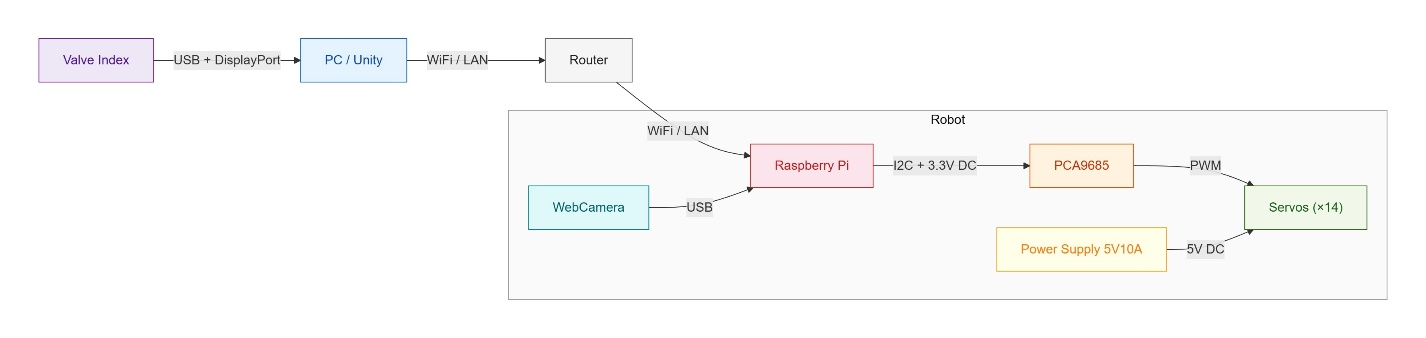 Valve Index
USB + DisplayPort
PC / Unity
WiFi / LAN
Router
Robot
WiFi / LAN
Raspberry Pi
I2C + 3.3V DC
PCA9685
PWM
WebCamera
USB
Servos (×14)
Power Supply 5V10A
5V DC